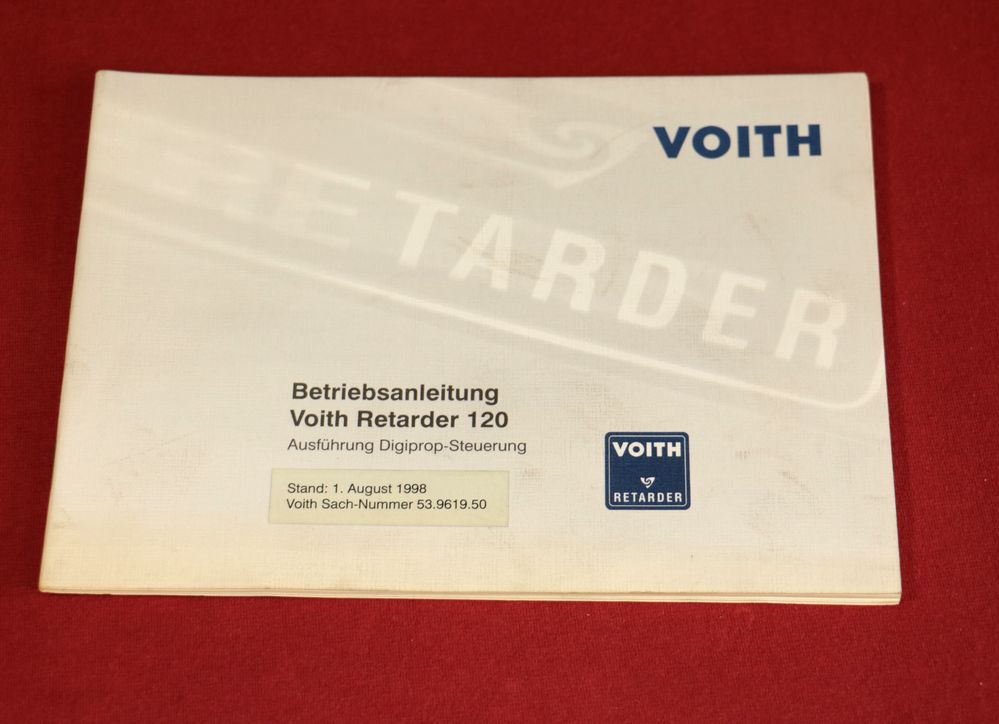 VOITH
RETARDER
Betriebsanleitung
Voith Retarder 120
Ausführung Digiprop-Steuerung
Stand: 1. August 1998
Voith Sach-Nummer 53.9619.50
VOITH
RETARDER